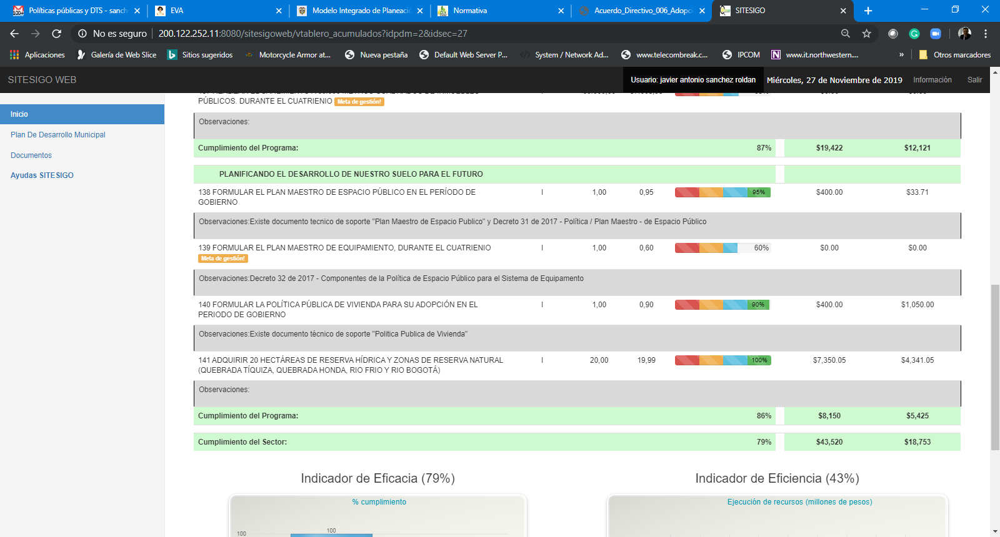 Políticas públicas y DTS - sanch
EVA
Modelo Integrado de Planeació
Normativa
Acuerdo_Directivo_006_Adopci
SITESIGO
No es seguro | 200.122.252.11:8080/sitesigoweb/vtablero_acumulados?idpdm=2&idsec=27
Aplicaciones
Galería de Web Slice
Sitios sugeridos
Motorcycle Armor at...
Nueva pestaña
Default Web Server P...
System / Network Ad...
www.telecombreak.c...
IPCOM
www.it.northwestern....
»
Otros marcadores
SITESIGO WEB
Usuario: javier antonio sanchez roldan
Miércoles, 27 de Noviembre de 2019
Información
Salir
Inicio
Plan De Desarrollo Municipal
Documentos
Ayudas SITESIGO
PÚBLICOS. DURANTE EL CUATRIENIO Meta de gestión!
Observaciones:
Cumplimiento del Programa: 87% $19,422 $12,121
PLANIFICANDO EL DESARROLLO DE NUESTRO SUELO PARA EL FUTURO
138 FORMULAR EL PLAN MAESTRO DE ESPACIO PÚBLICO EN EL PERÍODO DE I 1,00 0,95 95% $400.00 $33.71
GOBIERNO
Observaciones:Existe documento tecnico de soporte "Plan Maestro de Espacio Publico" y Decreto 31 de 2017 - Política / Plan Maestro - de Espacio Público
139 FORMULAR EL PLAN MAESTRO DE EQUIPAMIENTO, DURANTE EL CUATRIENIO I 1,00 0,60 60% $0.00 $0.00
Meta de gestión!
Observaciones:Decreto 32 de 2017 - Componentes de la Política de Espacio Público para el Sistema de Equipamento
140 FORMULAR LA POLÍTICA PÚBLICA DE VIVIENDA PARA SU ADOPCIÓN EN EL I 1,00 0,90 90% $400.00 $1,050.00
PERIODO DE GOBIERNO
Observaciones:Existe documento técnico de soporte "Politica Publica de Vivienda"
141 ADQUIRIR 20 HECTÁREAS DE RESERVA HÍDRICA Y ZONAS DE RESERVA NATURAL I 20,00 19,99 100% $7,350.05 $4,341.05
(QUEBRADA TÍQUIZA, QUEBRADA HONDA, RIO FRIO Y RIO BOGOTÁ)
Observaciones:
Cumplimiento del Programa: 86% $8,150 $5,425
Cumplimiento del Sector: 79% $43,520 $18,753
Indicador de Eficacia (79%)
Indicador de Eficiencia (43%)
% cumplimiento
Ejecución de recursos (millones de pesos)
100
100